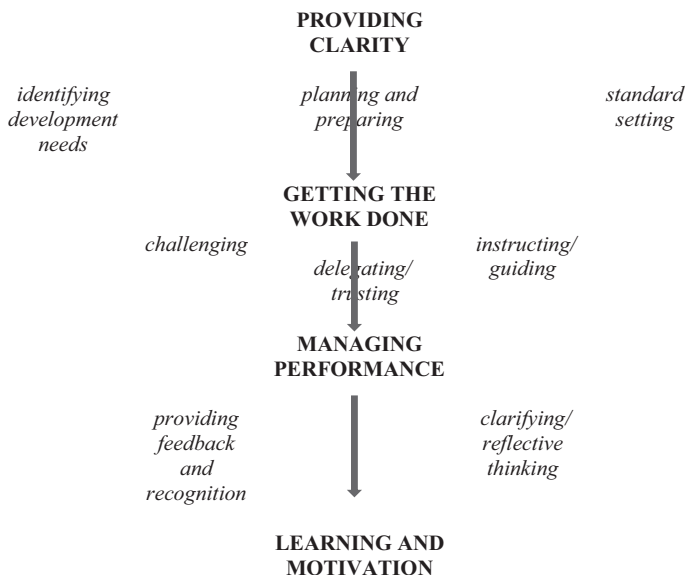 PROVIDING
CLARITY
identifying
development
needs
planning and
preparing
standard
setting
GETTING THE
WORK DONE
challenging
delegating/
trusting
instructing/
guiding
MANAGING
PERFORMANCE
providing
feedback
and
recognition
clarifying/
reflective
thinking
LEARNING AND
MOTIVATION